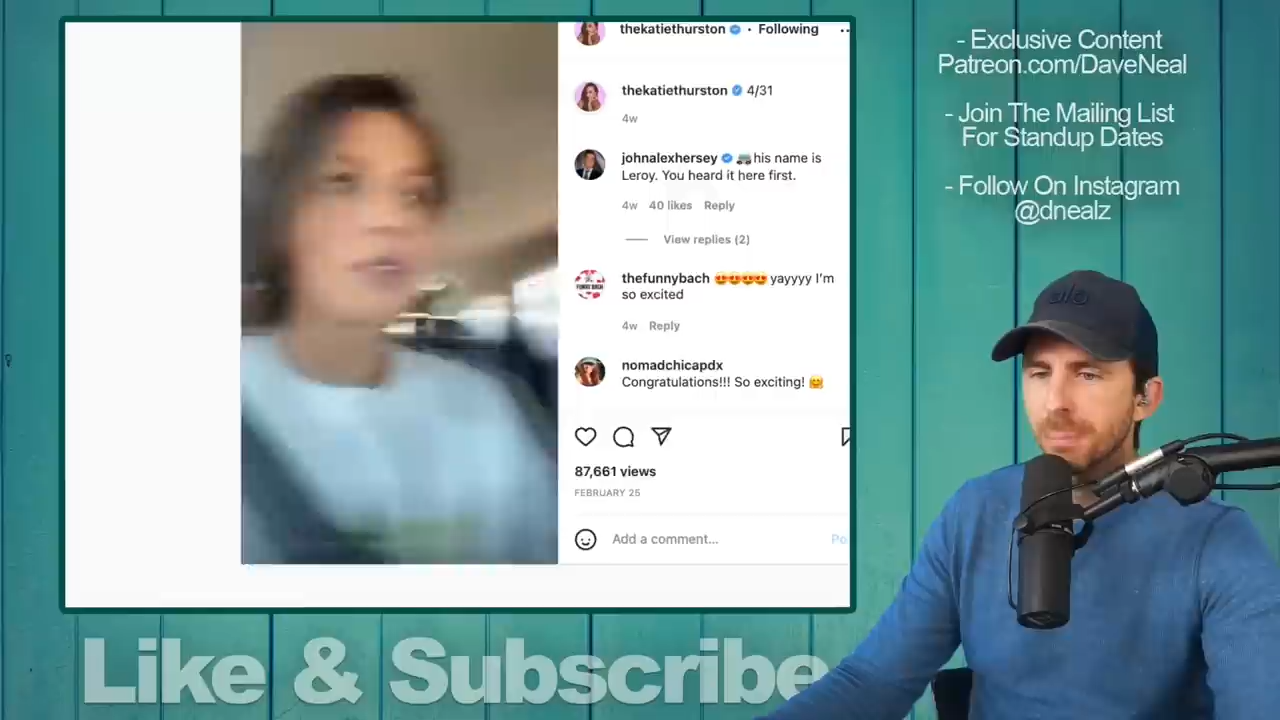 thekatiethurston • Following
thekatiethurston 4/31
4w
johnalexhersey his name is
Leroy. You heard it here first.
4w 40 likes Reply
View replies (2)
thefunnybach yayyyy I'm
so excited
4w Reply
nomadchicapdx
Congratulations!!! So exciting!
87,661 views
FEBRUARY 25
Add a comment...
Po
- Exclusive Content
Patreon.com/DaveNeal
- Join The Mailing List
For Standup Dates
- Follow On Instagram
@dnealz
alo
Like & Subscribe